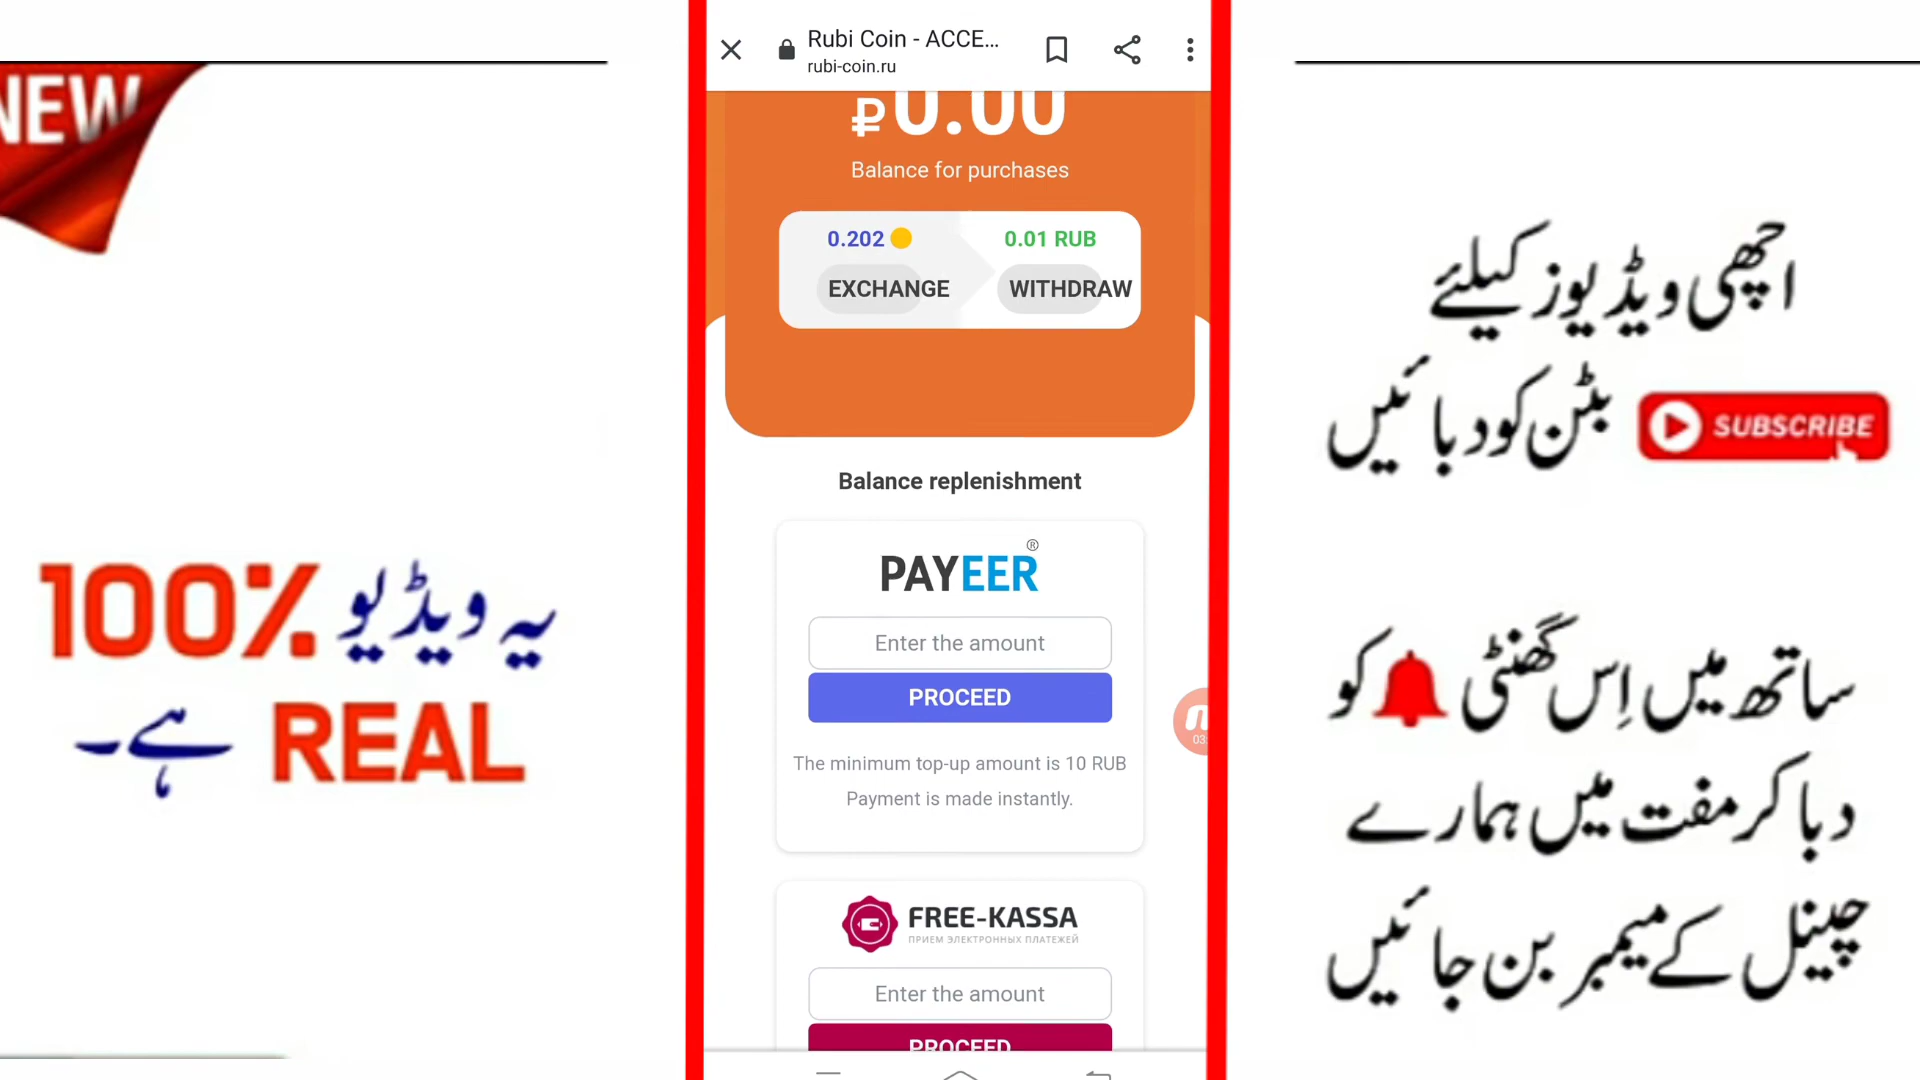 NEW
یہ ویڈیو 100%
REAL ہے۔
Rubi Coin - ACCE...
rubi-coin.ru
₽0.00
Balance for purchases
0.202
0.01 RUB
EXCHANGE
WITHDRAW
Balance replenishment
PAYEER®
Enter the amount
PROCEED
The minimum top-up amount is 10 RUB
Payment is made instantly.
FREE-KASSA
ПРИЕМ ЭЛЕКТРОННЫХ ПЛАТЕЖЕЙ
Enter the amount
PROCEED
03:
اچھی ویڈیوز کیلئے
SUBSCRIBE بٹن کو دبائیں
ساتھ میں اِس گھنٹی کو
دبا کر مفت میں ہمارے
چینل کے میمبر بن جائیں